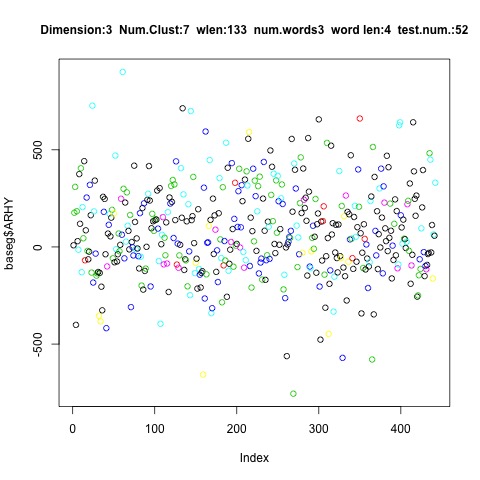 Dimension:3 Num.Clust:7 wlen:133 num.words3 word len:4 test.num.:52
baseg$ARHY
500
0
-500
0 100 200 300 400
Index